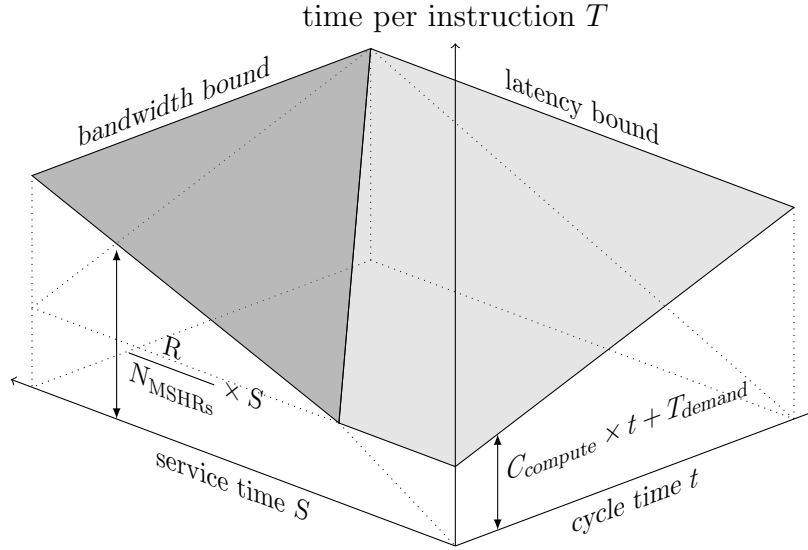 time per instruction T
bandwidth bound
latency bound
R
N_MSHRs × S
C_compute × t + T_demand
service time S
cycle time t